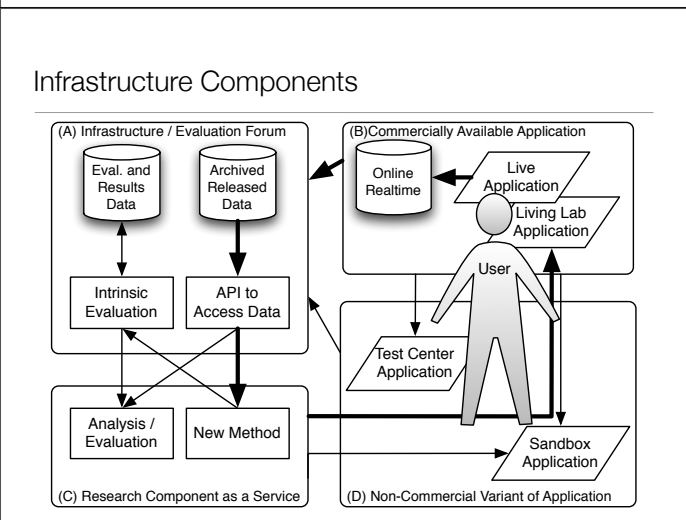 Infrastructure Components
(A) Infrastructure / Evaluation Forum
Eval. and
Results
Data
Archived
Released
Data
Intrinsic
Evaluation
API to
Access Data
(B)Commercially Available Application
Online
Realtime
Live
Application
Living Lab
Application
User
Test Center
Application
Analysis /
Evaluation
New Method
(C) Research Component as a Service
Sandbox
Application
(D) Non-Commercial Variant of Application